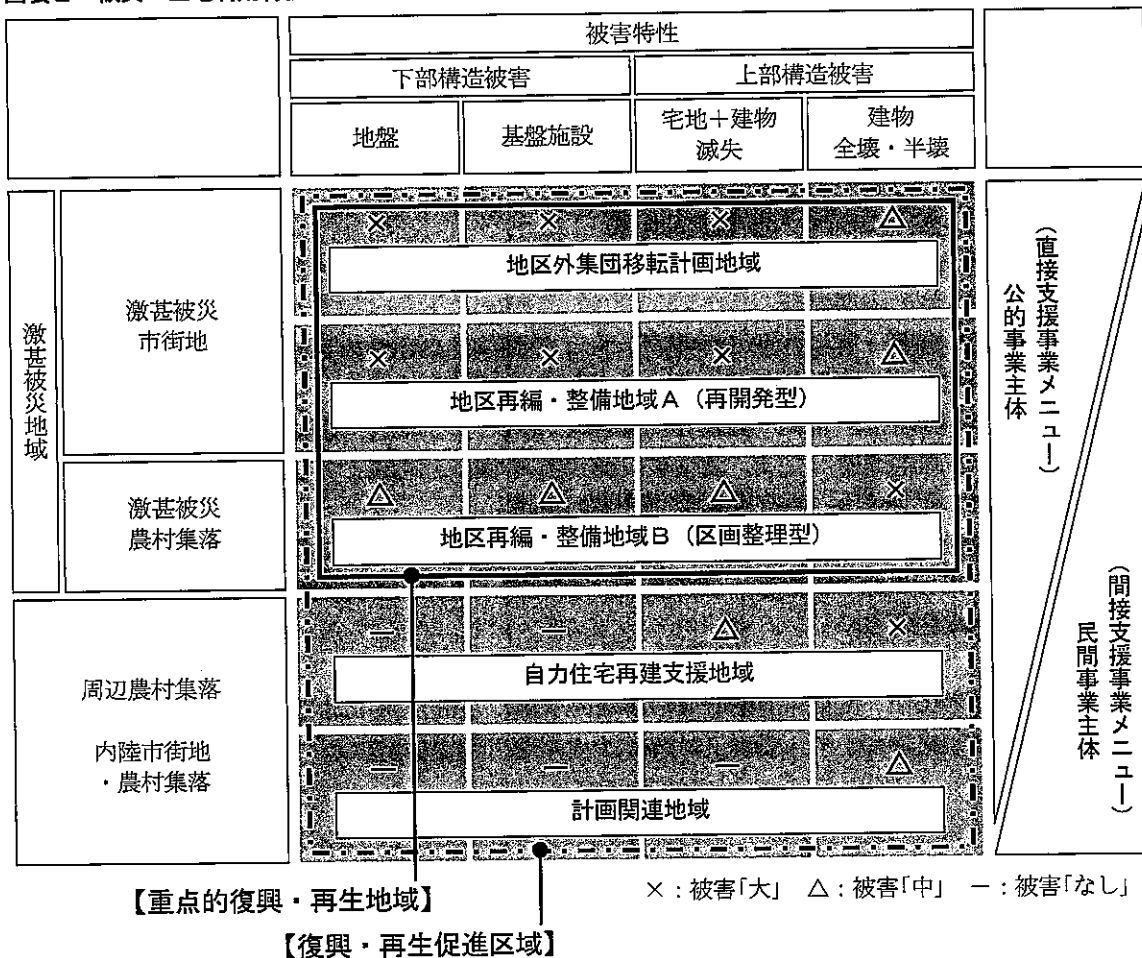 被害特性
下部構造被害
上部構造被害
地盤
基盤施設
宅地＋建物
滅失
建物
全壊・半壊
激甚被災地域
激甚被災
市街地
× × × △
地区外集団移転計画地域
× × × △
地区再編・整備地域A（再開発型）
激甚被災
農村集落
△ △ △ ×
地区再編・整備地域B（区画整理型）
周辺農村集落
内陸市街地
・農村集落
－ － △ ×
自力住宅再建支援地域
－ － － △
計画関連地域
（直接支援事業メニュー）
公的事業主体
（間接支援事業メニュー）
民間事業主体
×：被害「大」 △：被害「中」 －：被害「なし」
【重点的復興・再生地域】
【復興・再生促進区域】